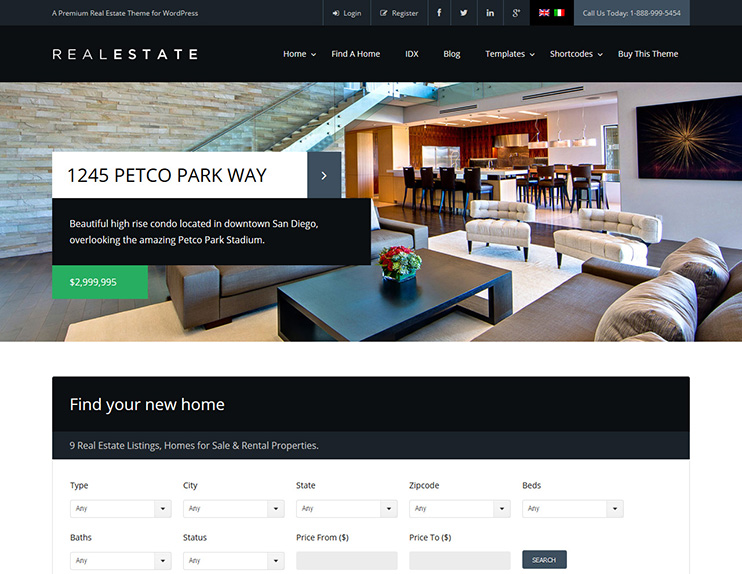 A Premium Real Estate Theme for WordPress
Login
Register
Call Us Today: 1-888-999-5454
REALESTATE
Home
Find A Home
IDX
Blog
Templates
Shortcodes
Buy This Theme
1245 PETCO PARK WAY
Beautiful high rise condo located in downtown San Diego,
overlooking the amazing Petco Park Stadium.
$2,999,995
Find your new home
9 Real Estate Listings, Homes for Sale & Rental Properties.
Type
City
State
Zipcode
Beds
Any
Any
Any
Any
Any
Baths
Status
Price From ($)
Price To ($)
Any
Any
SEARCH